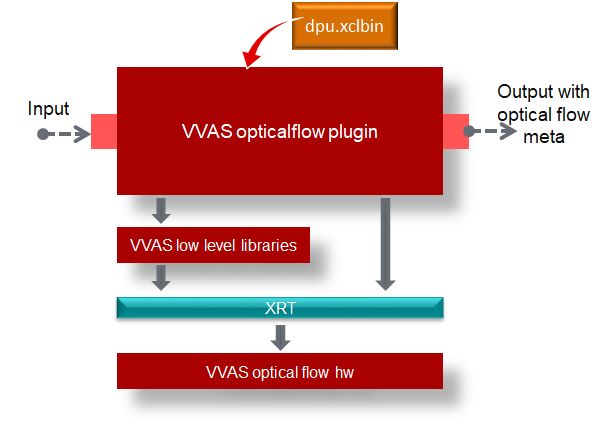 dpu.xclbin
Input
VVAS opticalflow plugin
Output with
optical flow
meta
VVAS low level libraries
XRT
VVAS optical flow hw